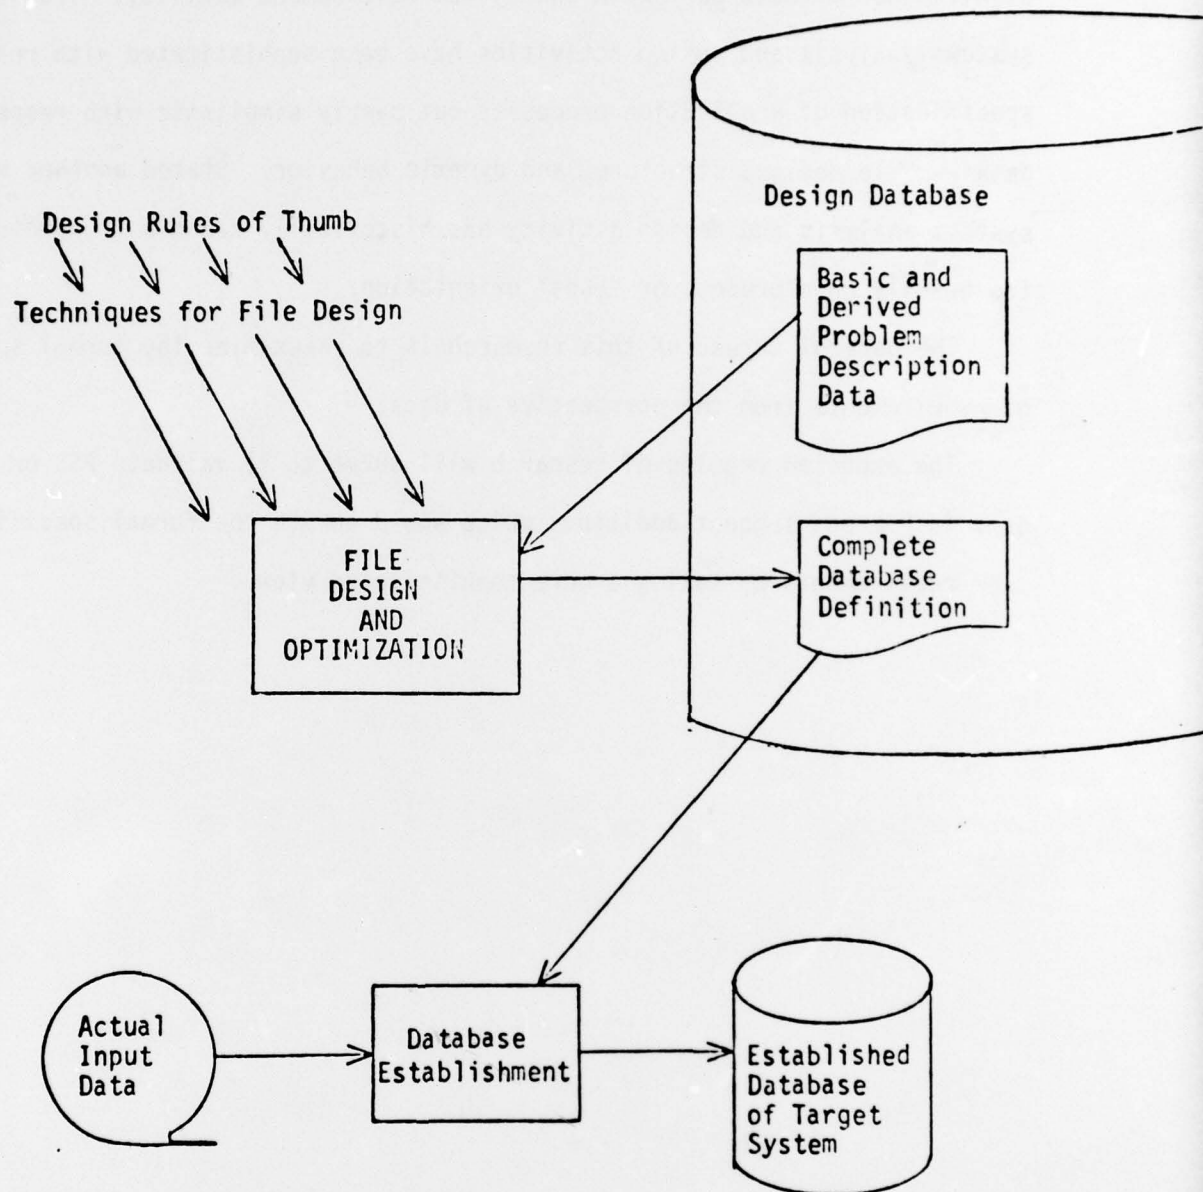 Design Rules of Thumb
Techniques for File Design
Design Database
Basic and
Derived
Problem
Description
Data
FILE
DESIGN
AND
OPTIMIZATION
Complete
Database
Definition
Actual
Input
Data
Database
Establishment
Established
Database
of Target
System